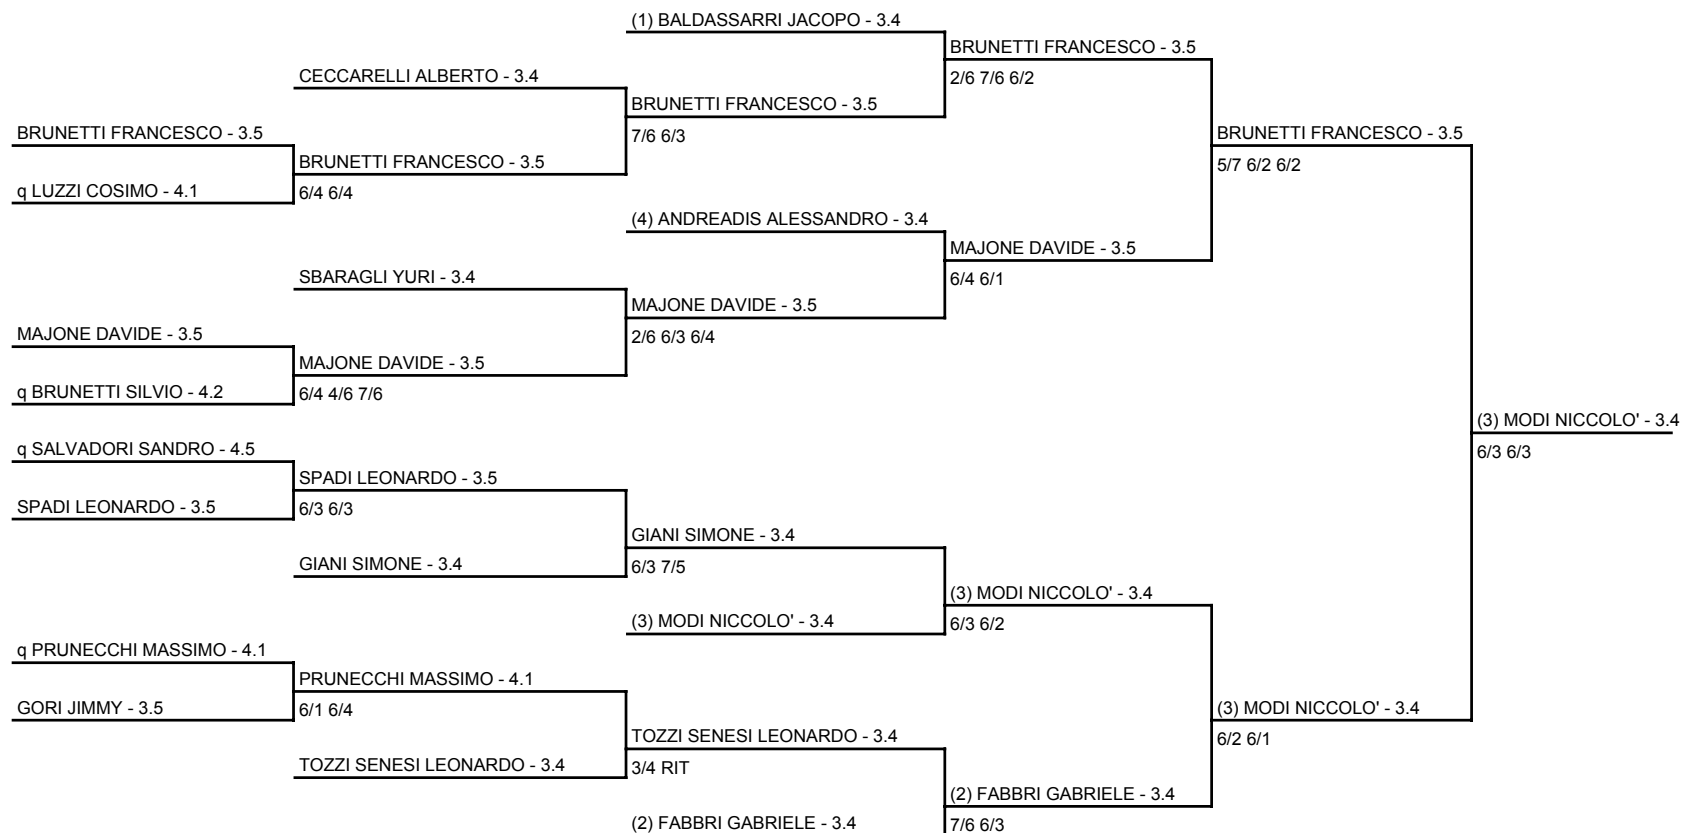 (1) BALDASSARRI JACOPO - 3.4
BRUNETTI FRANCESCO - 3.5
CECCARELLI ALBERTO - 3.4
2/6 7/6 6/2
BRUNETTI FRANCESCO - 3.5
BRUNETTI FRANCESCO - 3.5
7/6 6/3
BRUNETTI FRANCESCO - 3.5
BRUNETTI FRANCESCO - 3.5
5/7 6/2 6/2
q LUZZI COSIMO - 4.1
6/4 6/4
(4) ANDREADIS ALESSANDRO - 3.4
MAJONE DAVIDE - 3.5
SBARAGLI YURI - 3.4
6/4 6/1
MAJONE DAVIDE - 3.5
MAJONE DAVIDE - 3.5
2/6 6/3 6/4
MAJONE DAVIDE - 3.5
q BRUNETTI SILVIO - 4.2
6/4 4/6 7/6
(3) MODI NICCOLO' - 3.4
q SALVADORI SANDRO - 4.5
6/3 6/3
SPADI LEONARDO - 3.5
SPADI LEONARDO - 3.5
6/3 6/3
GIANI SIMONE - 3.4
GIANI SIMONE - 3.4
6/3 7/5
(3) MODI NICCOLO' - 3.4
(3) MODI NICCOLO' - 3.4
6/3 6/2
q PRUNECCHI MASSIMO - 4.1
PRUNECCHI MASSIMO - 4.1
GORI JIMMY - 3.5
6/1 6/4
(3) MODI NICCOLO' - 3.4
TOZZI SENESI LEONARDO - 3.4
6/2 6/1
TOZZI SENESI LEONARDO - 3.4
3/4 RIT
(2) FABBRI GABRIELE - 3.4
(2) FABBRI GABRIELE - 3.4
7/6 6/3